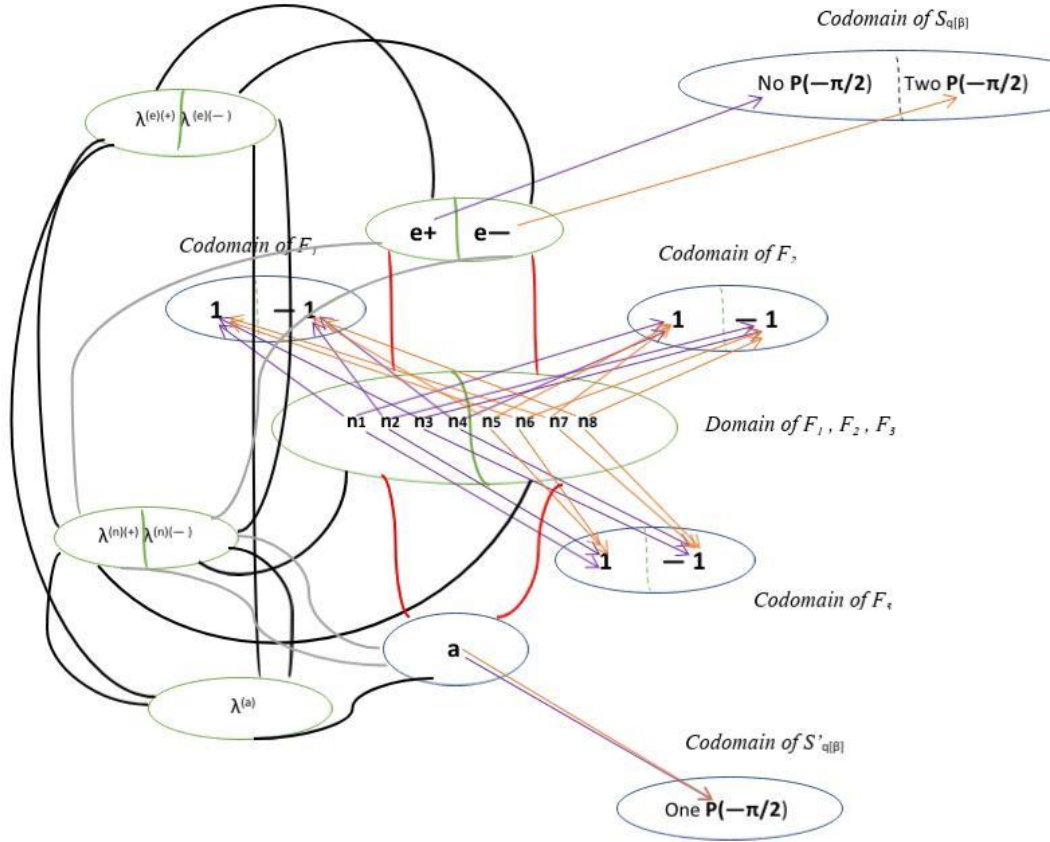 Codomain of S q[β]
No P(—π/2) Two P(—π/2)
λ(e)(+) λ(e)(—)
e+ e—
Codomain of F₁
Codomain of F₂
1 — 1
1 — 1
n1 n2 n3 n4 n5 n6 n7 n8
Domain of F₁ , F₂ , F₃
λ(n)(+) λ(n)(—)
1 — 1
Codomain of F₃
a
λ(a)
Codomain of S’q[β]
One P(—π/2)